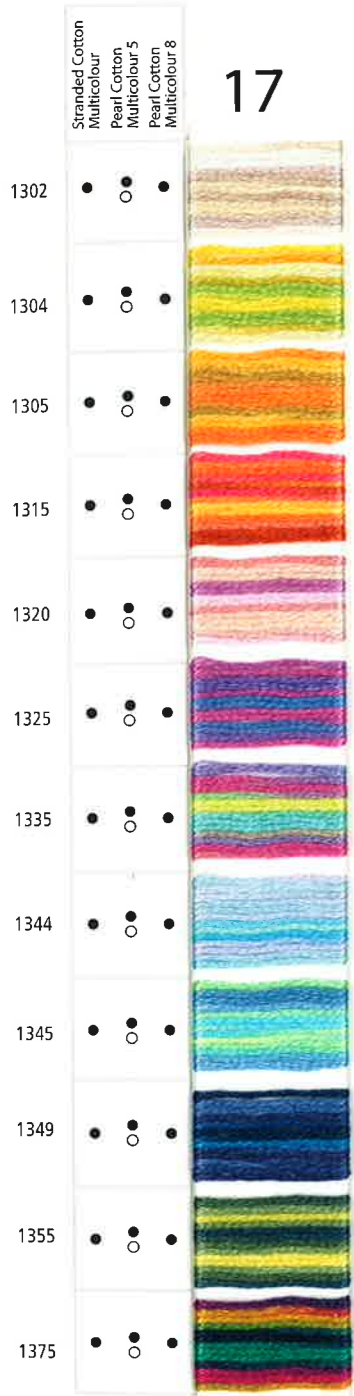 Stranded Cotton
Multicolour
Pearl Cotton
Multicolour 5
Pearl Cotton
Multicolour 8
17
1302
1304
1305
1315
1320
1325
1335
1344
1345
1349
1355
1375